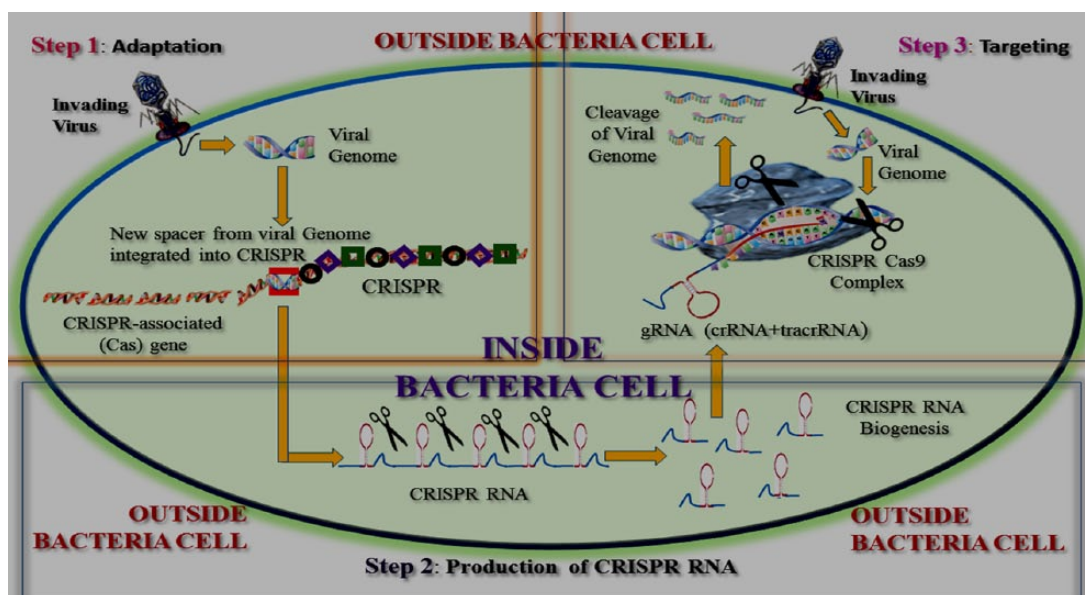 Step 1: Adaptation
OUTSIDE BACTERIA CELL
Step 3: Targeting
Invading
Virus
Viral
Genome
New spacer from viral Genome
integrated into CRISPR
CRISPR
CRISPR-associated
(Cas) gene
Invading
Virus
Cleavage
of Viral
Genome
Viral
Genome
CRISPR Cas9
Complex
gRNA (crRNA+tracrRNA)
INSIDE
BACTERIA CELL
CRISPR RNA
CRISPR RNA
Biogenesis
OUTSIDE
BACTERIA CELL
OUTSIDE
BACTERIA CELL
Step 2: Production of CRISPR RNA